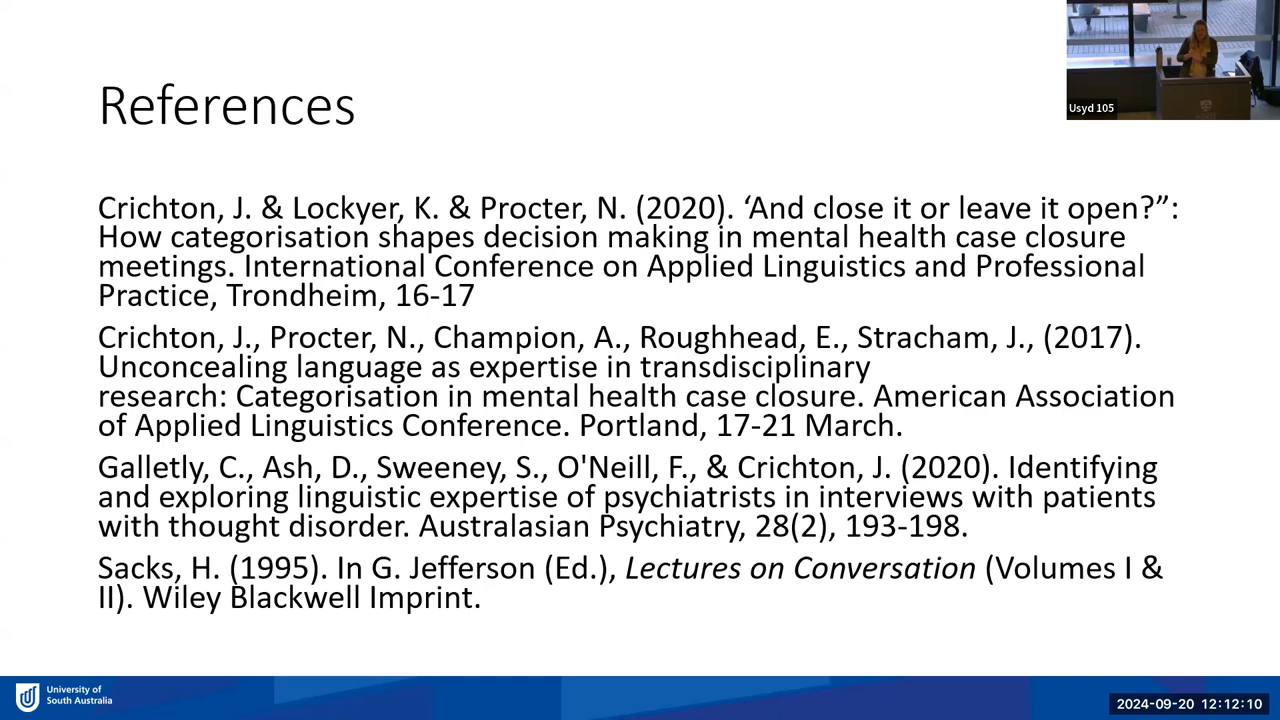 Usyd 105
References
Crichton, J. & Lockyer, K. & Procter, N. (2020). ‘And close it or leave it open?”:
How categorisation shapes decision making in mental health case closure
meetings. International Conference on Applied Linguistics and Professional
Practice, Trondheim, 16-17
Crichton, J., Procter, N., Champion, A., Roughhead, E., Stracham, J., (2017).
Unconcealing language as expertise in transdisciplinary
research: Categorisation in mental health case closure. American Association
of Applied Linguistics Conference. Portland, 17-21 March.
Galletly, C., Ash, D., Sweeney, S., O'Neill, F., & Crichton, J. (2020). Identifying
and exploring linguistic expertise of psychiatrists in interviews with patients
with thought disorder. Australasian Psychiatry, 28(2), 193-198.
Sacks, H. (1995). In G. Jefferson (Ed.), Lectures on Conversation (Volumes I &
II). Wiley Blackwell Imprint.
University of
South Australia
2024-09-20 12:12:10